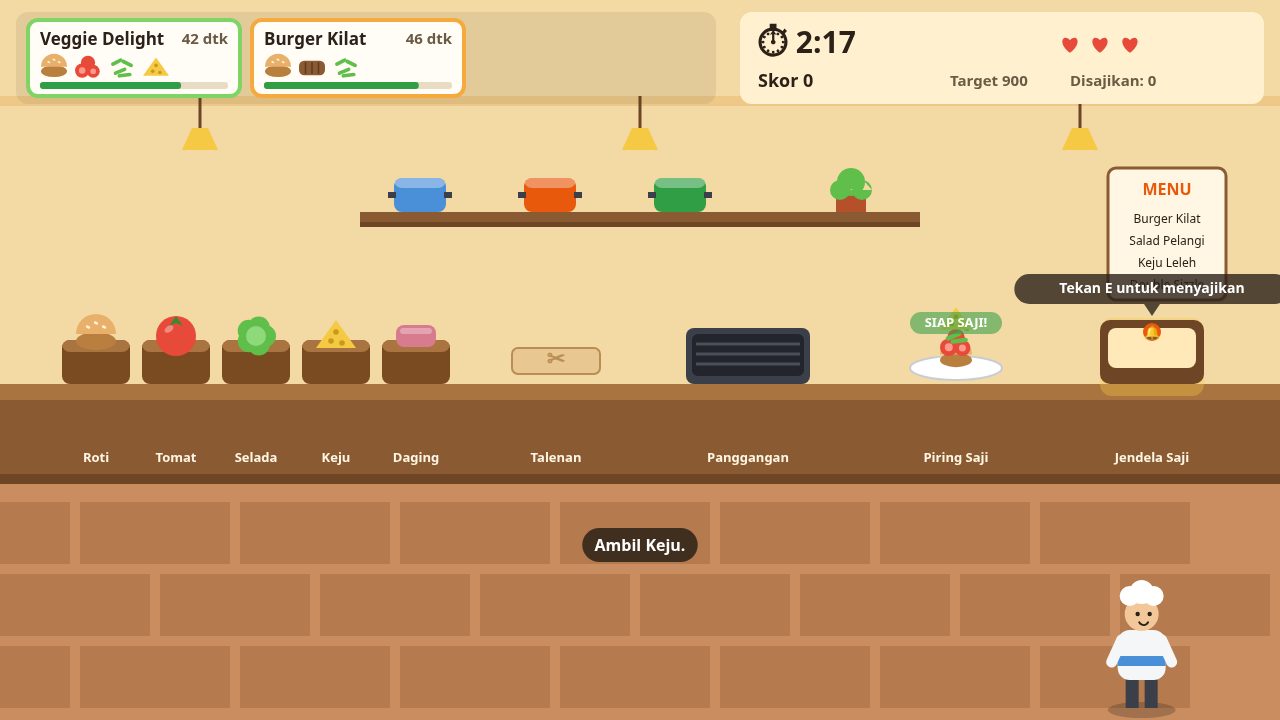 Veggie Delight 42 dtk
Burger Kilat 46 dtk
2:17
Skor 0
Target 900
Disajikan: 0
MENU
Burger Kilat
Salad Pelangi
Keju Leleh
Tekan E untuk menyajikan
SIAP SAJI!
Roti
Tomat
Selada
Keju
Daging
Talenan
Panggangan
Piring Saji
Jendela Saji
Ambil Keju.